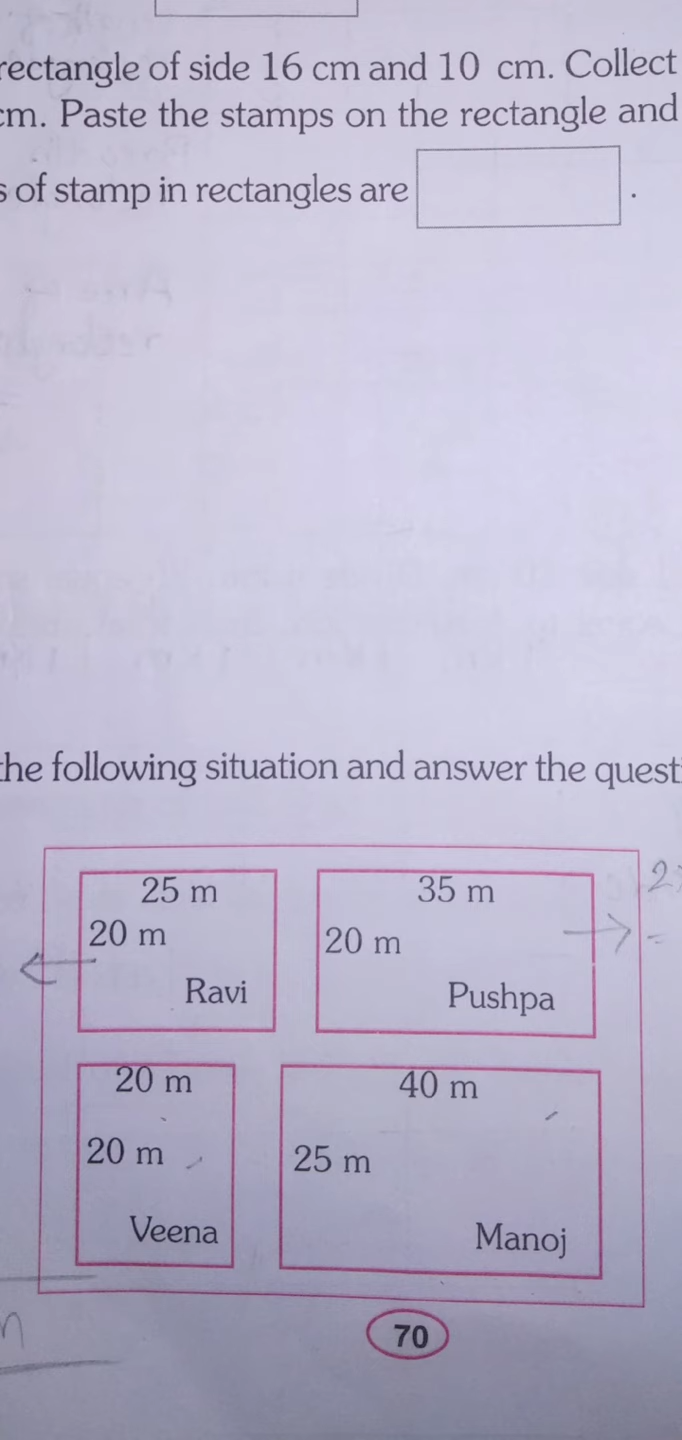 rectangle of side 16 cm and 10 cm. Collect
cm. Paste the stamps on the rectangle and
s of stamp in rectangles are .
the following situation and answer the quest
25 m 35 m
20 m 20 m
Ravi Pushpa
20 m 40 m
20 m 25 m
Veena Manoj
70